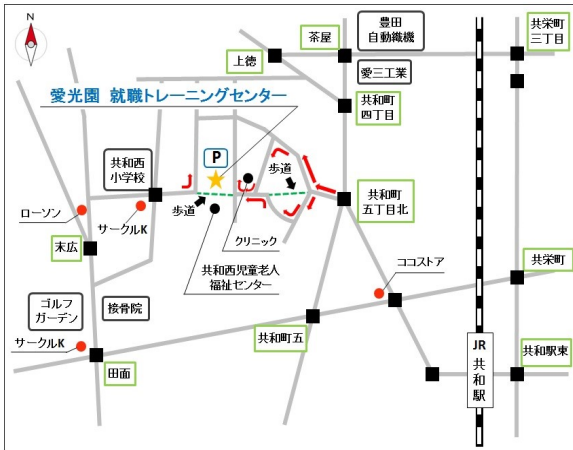 N
茶屋
豊田
自動織機
共栄町
三丁目
上徳
愛三工業
愛光園 就職トレーニングセンター
共和町
四丁目
共和西
小学校
P
歩道
ローソン
サークルK
歩道
クリニック
共和町
五丁目北
末広
共和西児童老人
福祉センター
ココストア
共栄町
ゴルフ
ガーデン
接骨院
サークルK
共和町五
JR
共和駅
共和駅東
田面